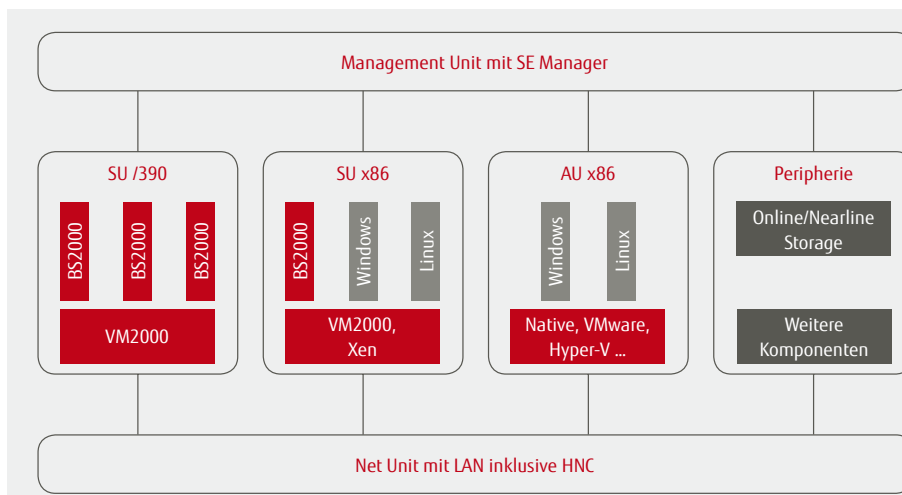 Management Unit mit SE Manager
SU /390
BS2000
BS2000
BS2000
VM2000
SU x86
BS2000
Windows
Linux
VM2000,
Xen
AU x86
Windows
Linux
Native, VMware,
Hyper-V ...
Peripherie
Online/Nearline
Storage
Weitere
Komponenten
Net Unit mit LAN inklusive HNC